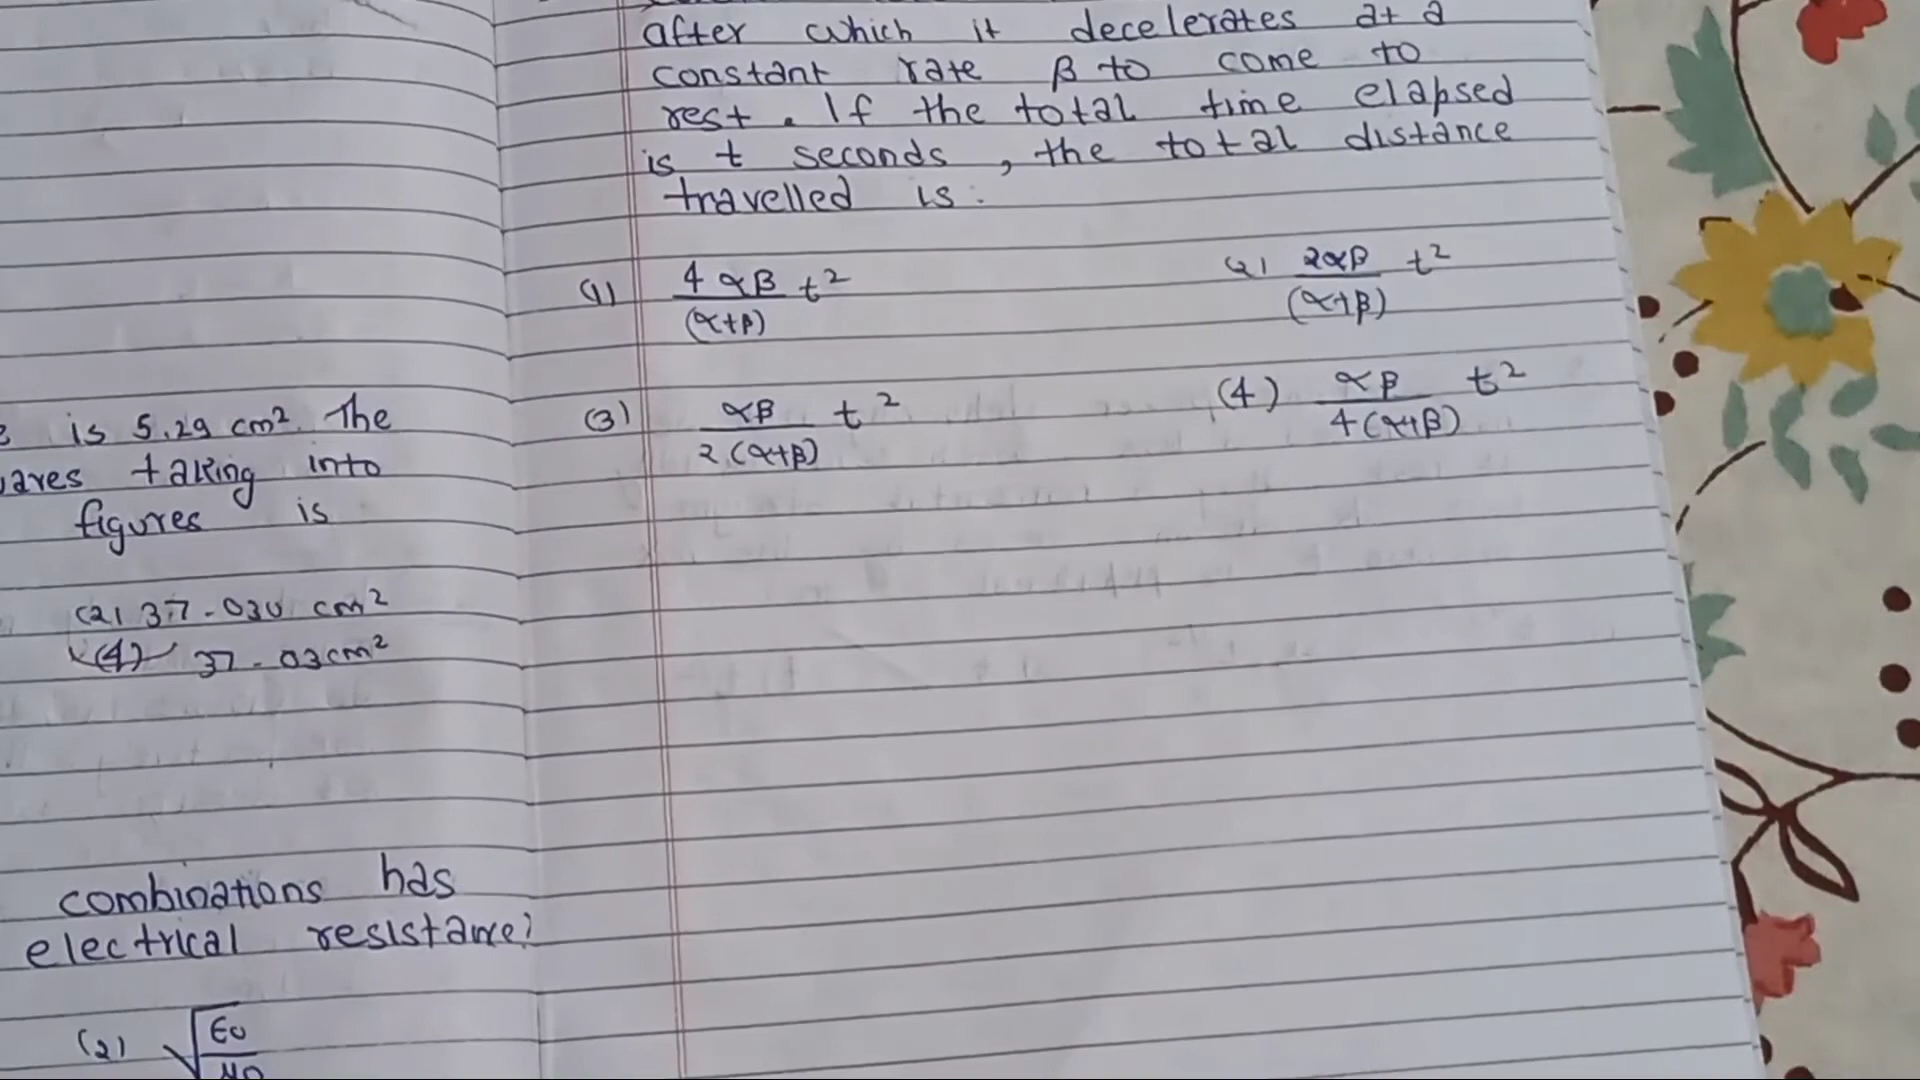 is 5.29 cm². The
taking into
figures is
(2) 37.030 cm²
(4) 37.03 cm²
combinations has
electrical resistance?
(2) √ϵ0/μ0
after which it decelerates at a
constant rate β to come to
rest. If the total time elapsed
is t seconds, the total distance
travelled is:
(1) 4αβ/(α+β) t² (2) 2αβ/(α+β) t²
(3) αβ/2(α+β) t² (4) αβ/4(α+β) t²